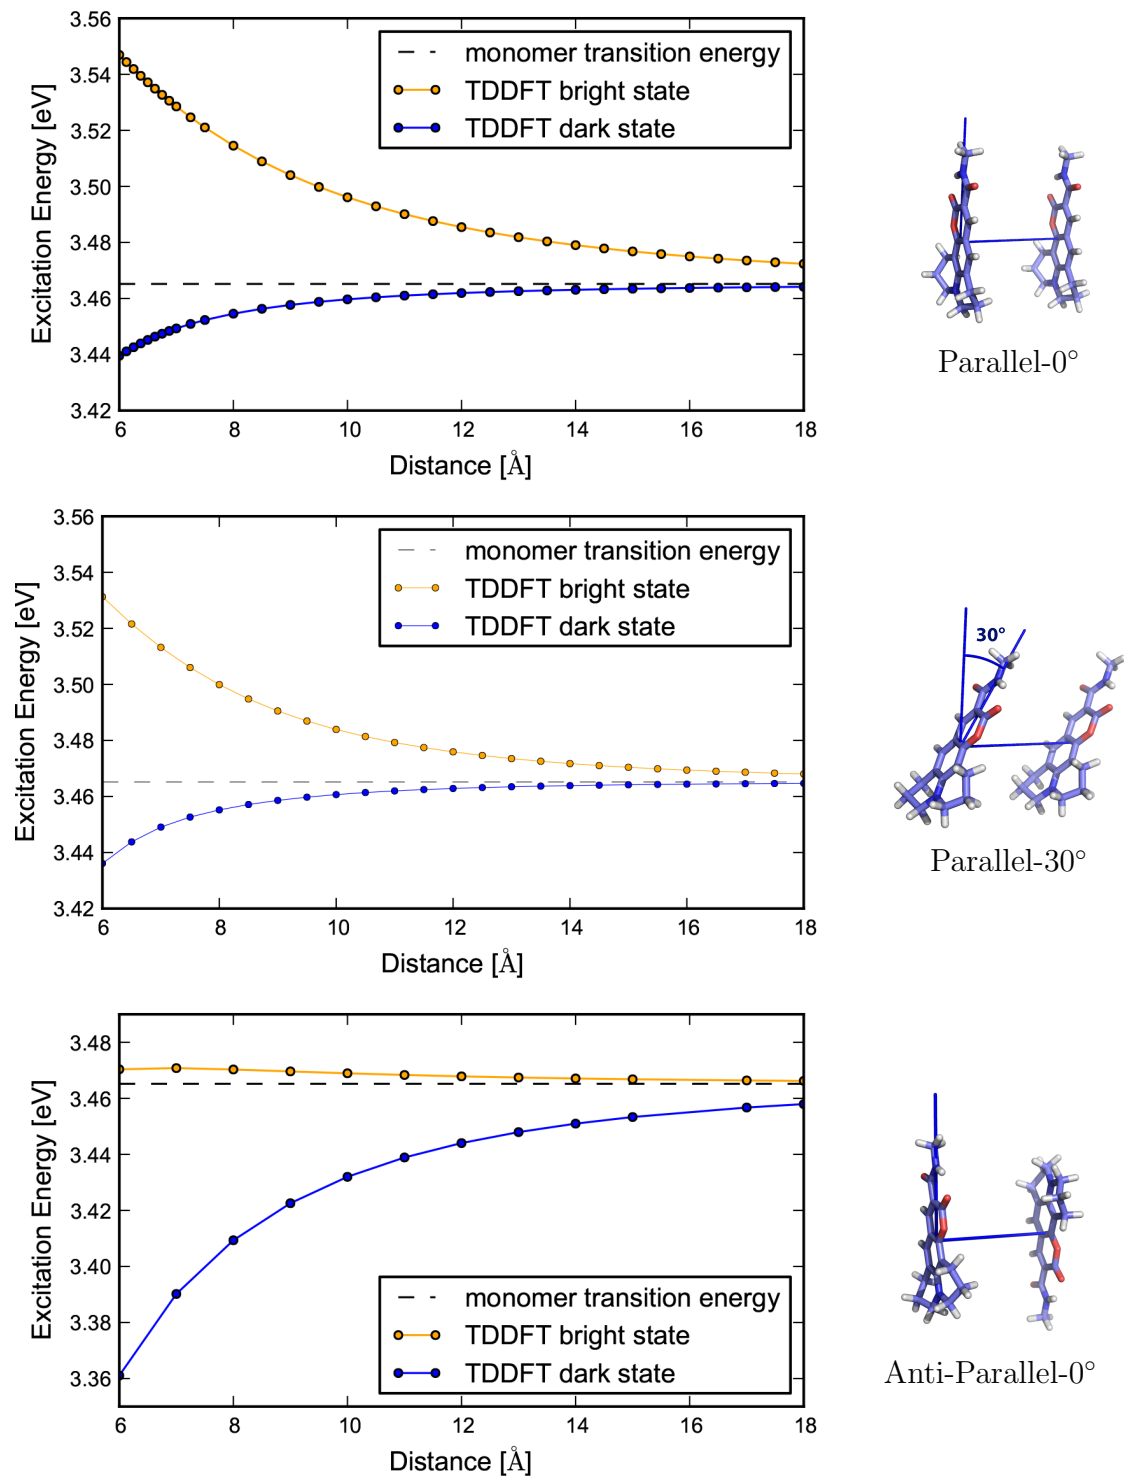 3.56
3.54
3.52
3.50
3.48
3.46
3.44
3.42
Excitation Energy [eV]
monomer transition energy
TDDFT bright state
TDDFT dark state
6 8 10 12 14 16 18
Distance [Å]
Parallel-0°
3.56
3.54
3.52
3.50
3.48
3.46
3.44
3.42
Excitation Energy [eV]
monomer transition energy
TDDFT bright state
TDDFT dark state
6 8 10 12 14 16 18
Distance [Å]
30°
Parallel-30°
3.48
3.46
3.44
3.42
3.40
3.38
3.36
Excitation Energy [eV]
monomer transition energy
TDDFT bright state
TDDFT dark state
6 8 10 12 14 16 18
Distance [Å]
Anti-Parallel-0°